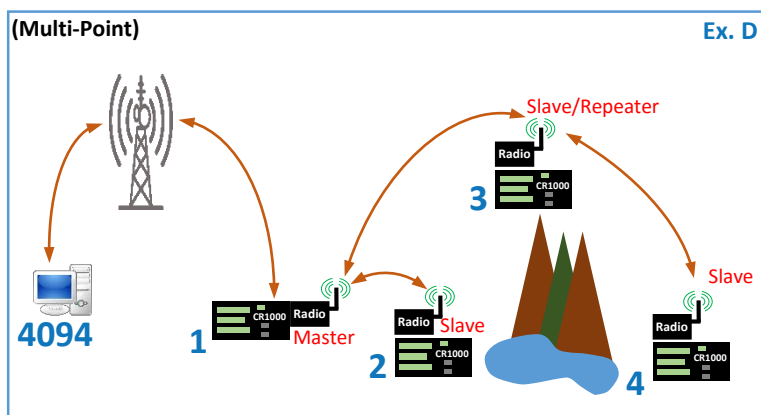 (Multi-Point)
Ex. D
Slave/Repeater
Radio
CR1000
3
4094
1
CR1000
Radio
Master
Radio
Slave
CR1000
2
Slave
Radio
CR1000
4